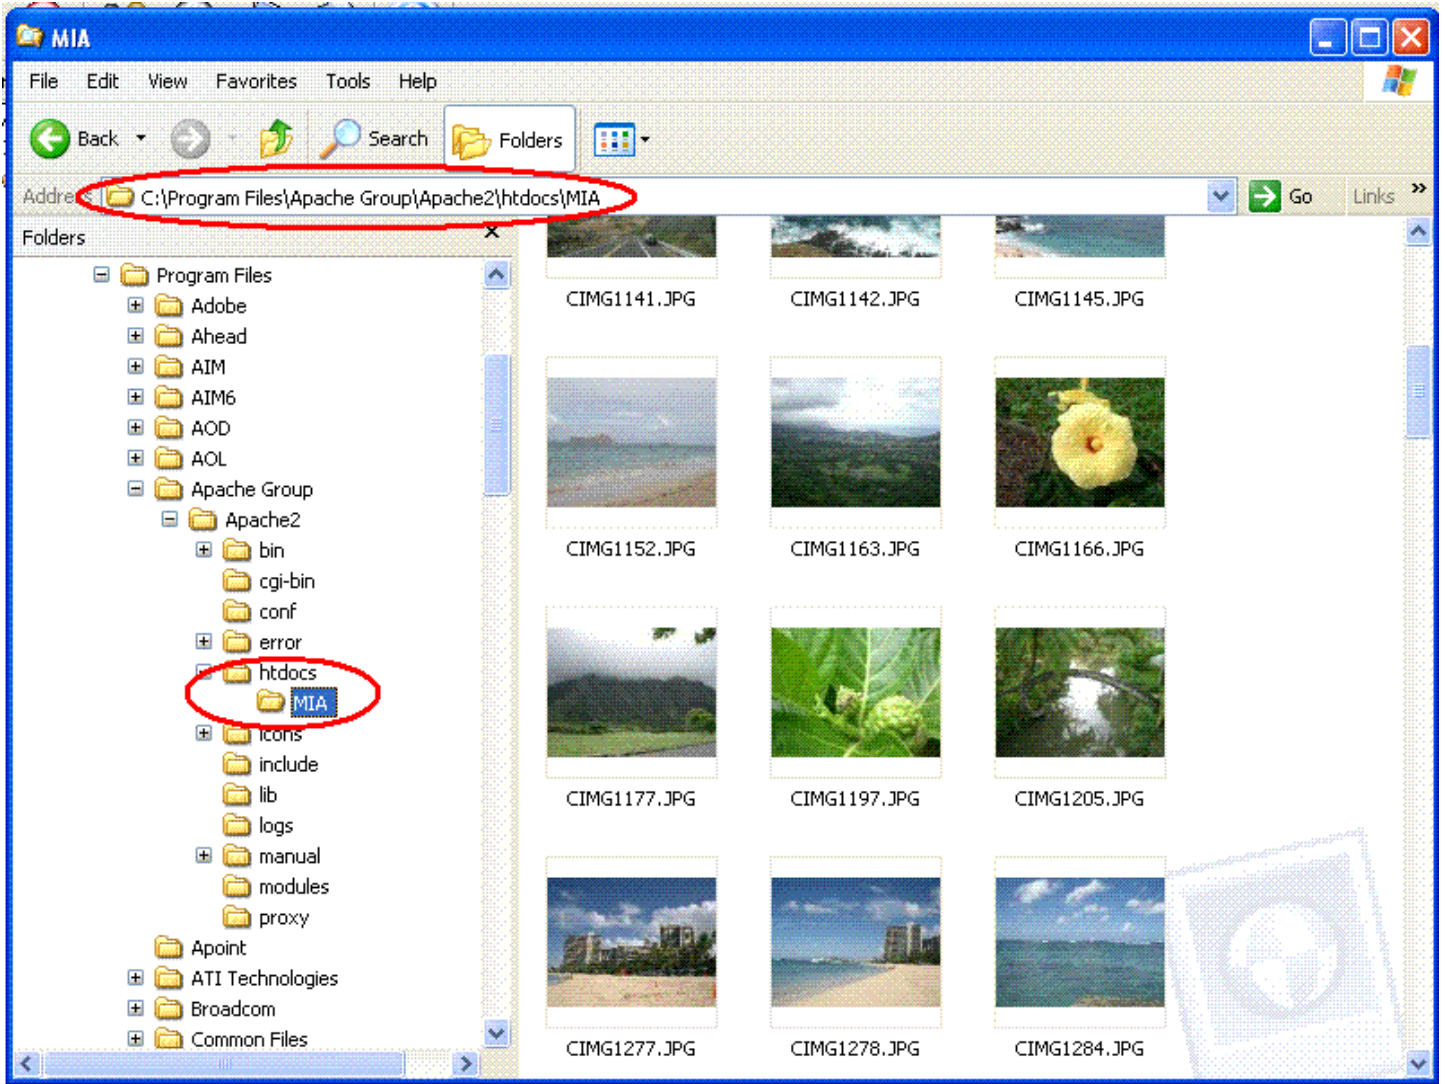 MIA
File Edit View Favorites Tools Help
Back Search Folders
Address C:\Program Files\Apache Group\Apache2\htdocs\MIA Go Links »
Folders x
Program Files
Adobe
Ahead
AIM
AIM6
AOD
AOL
Apache Group
Apache2
bin
cgi-bin
conf
error
htdocs
MIA
icons
include
lib
logs
manual
modules
proxy
Apoint
ATI Technologies
Broadcom
Common Files
CIMG1141.JPG CIMG1142.JPG CIMG1145.JPG
CIMG1152.JPG CIMG1163.JPG CIMG1166.JPG
CIMG1177.JPG CIMG1197.JPG CIMG1205.JPG
CIMG1277.JPG CIMG1278.JPG CIMG1284.JPG